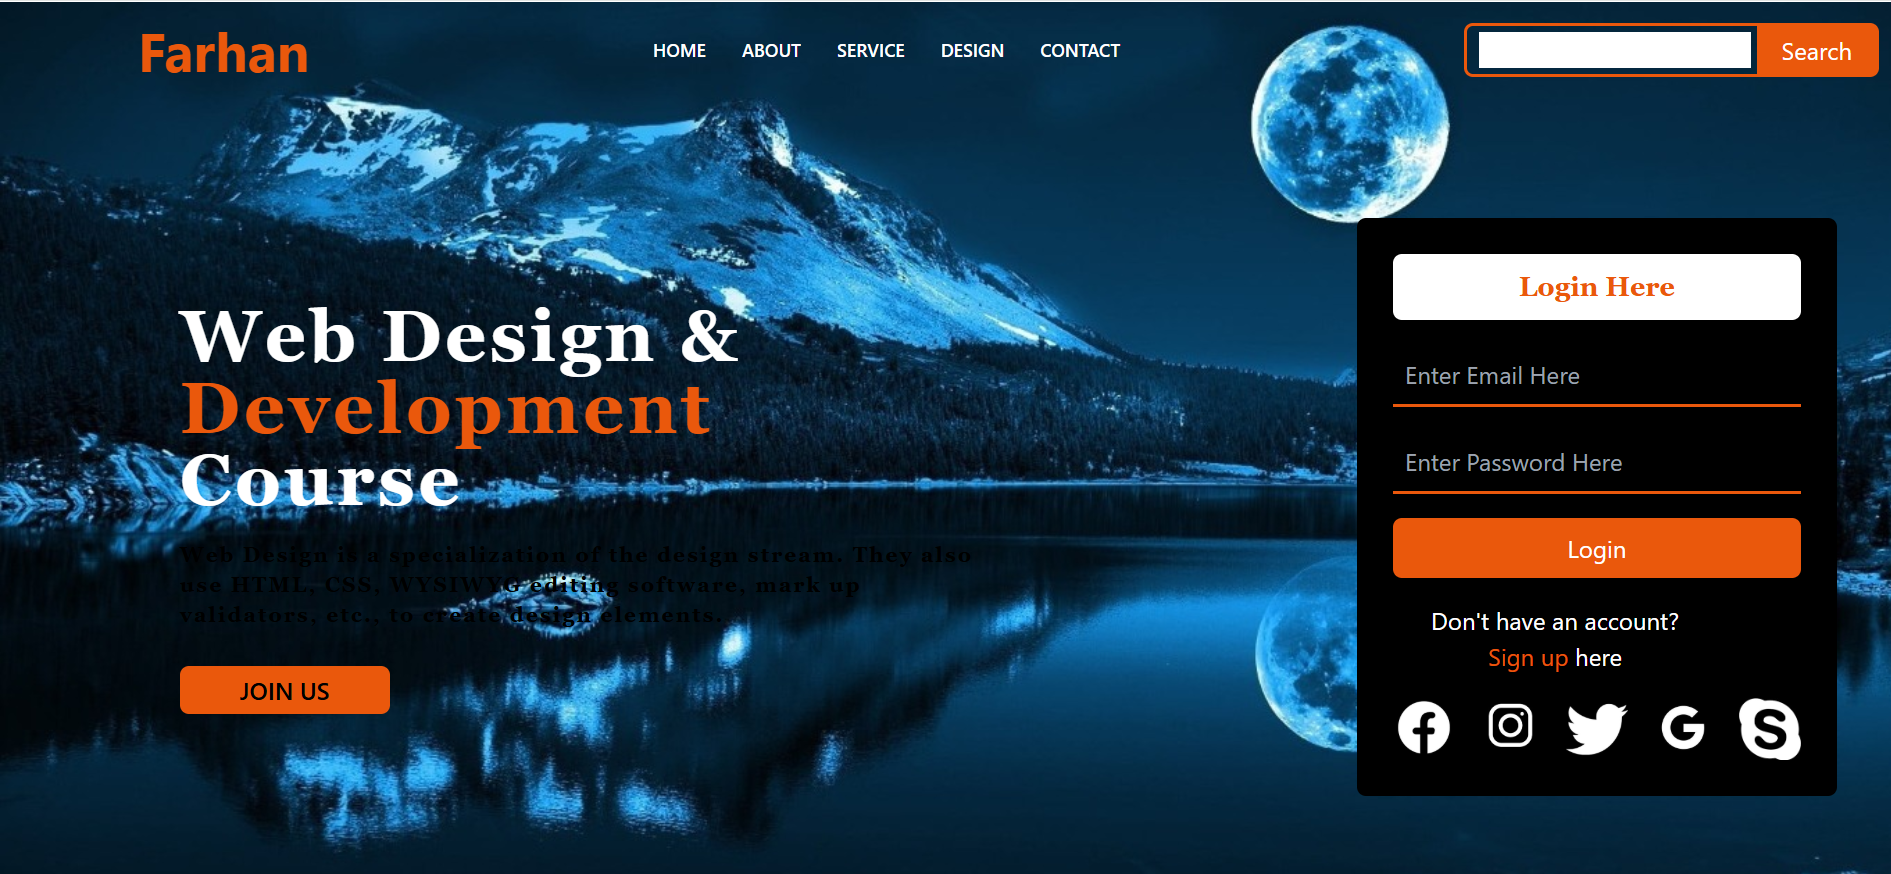 Farhan
HOME ABOUT SERVICE DESIGN CONTACT
Search
Web Design &
Development
Course
Web Design is a specialization of the design stream. They also
use HTML, CSS, WYSIWYG editing software, mark up
validators, etc., to create design elements.
JOIN US
Login Here
Enter Email Here
Enter Password Here
Login
Don't have an account?
Sign up here